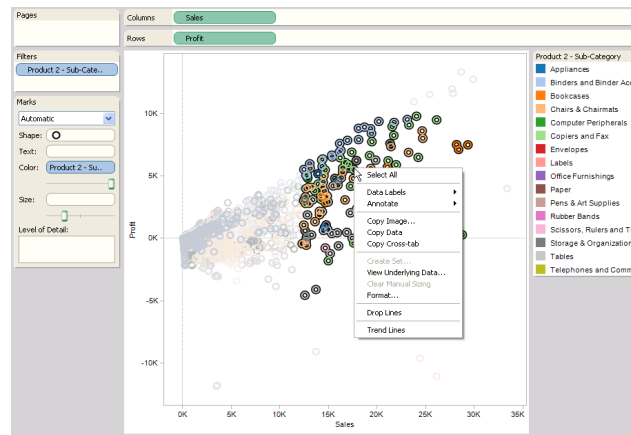 Pages
Columns
Sales
Rows
Profit
Filters
Product 2 - Sub-Cate..
Marks
Automatic
Shape:
Text:
Color:
Product 2 - Su..
Size:
Level of Detail:
10K
5K
0K
-5K
-10K
Profit
0K
5K
10K
15K
20K
25K
30K
35K
Sales
Select All
Data Labels
Annotate
Copy Image...
Copy Data
Copy Cross-tab
Create Set...
View Underlying Data...
Clear Manual Sizing
Format...
Drop Lines
Trend Lines
Product 2 - Sub-Category
Appliances
Binders and Binder Acc
Bookcases
Chairs & Chairmats
Computer Peripherals
Copiers and Fax
Envelopes
Labels
Office Furnishings
Paper
Pens & Art Supplies
Rubber Bands
Scissors, Rulers and T
Storage & Organization
Tables
Telephones and Comm